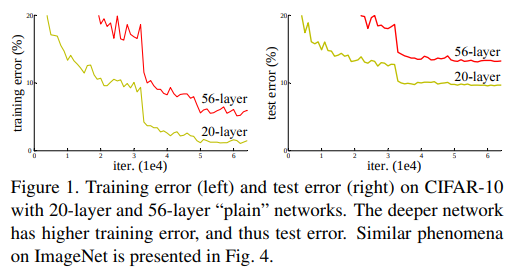 20
10
0
training error (%)
56-layer
20-layer
0 1 2 3 4 5 6
iter. (1e4)
20
10
0
test error (%)
56-layer
20-layer
0 1 2 3 4 5 6
iter. (1e4)
Figure 1. Training error (left) and test error (right) on CIFAR-10
with 20-layer and 56-layer “plain” networks. The deeper network
has higher training error, and thus test error. Similar phenomena
on ImageNet is presented in Fig. 4.